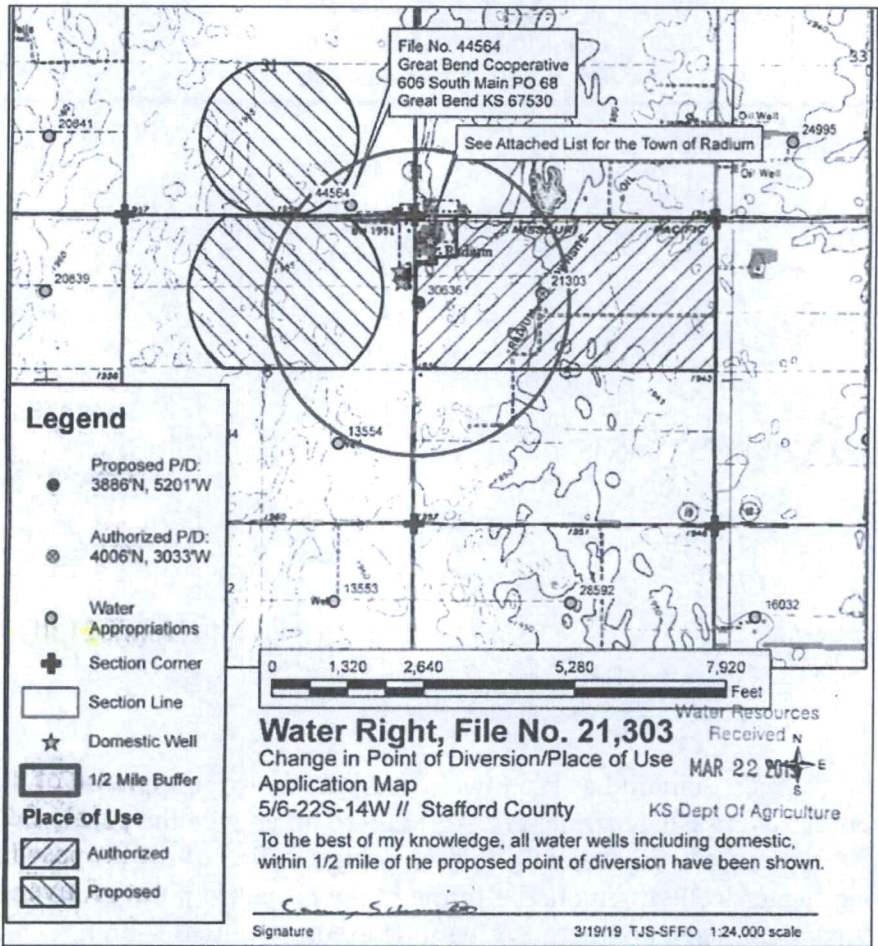 File No. 44564
Great Bend Cooperative
606 South Main PO 68
Great Bend KS 67530
See Attached List for the Town of Radium
31
33
20841
Oil Well
24995
Oil Well
44564
BM 1951
MISSOURI
PACIFIC
Radium
20839
30636
21303
OIL
13554
13553
Well
28592
16032
Legend
Proposed P/D:
3886'N, 5201'W
Authorized P/D:
4006'N, 3033'W
Water
Appropriations
Section Corner
Section Line
Domestic Well
1/2 Mile Buffer
Place of Use
Authorized
Proposed
0 1,320 2,640 5,280 7,920
Feet
Water Right, File No. 21,303
Change in Point of Diversion/Place of Use
Application Map
5/6-22S-14W // Stafford County
Water Resources
Received
MAR 22 2019
KS Dept Of Agriculture
N
E
S
To the best of my knowledge, all water wells including domestic,
within 1/2 mile of the proposed point of diversion have been shown.
Signature
3/19/19 TJS-SFFO 1:24,000 scale